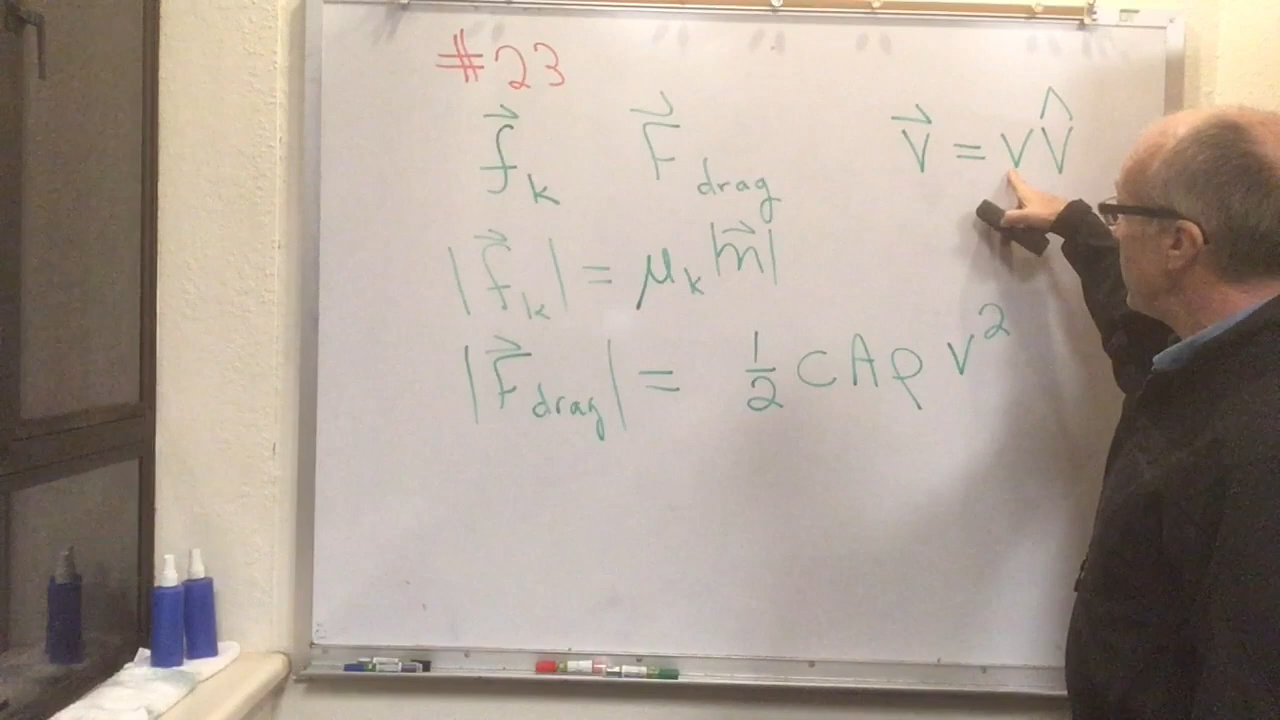 #23
f⃗ₖ F⃗ drag v⃗ = v v̂
|f⃗ₖ| = μₖ |n⃗|
|F⃗ drag| = 1/2 C A ρ v²